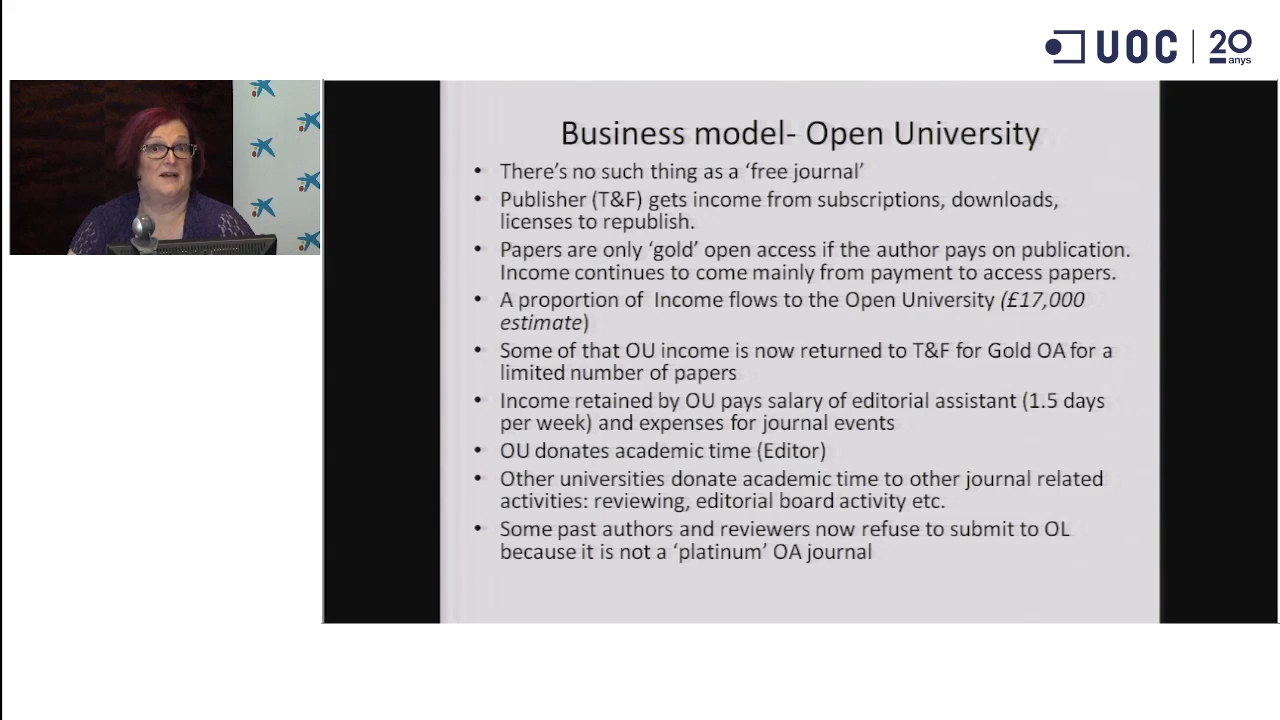 UOC
20
anys
Business model- Open University
• There's no such thing as a 'free journal'
• Publisher (T&F) gets income from subscriptions, downloads,
licenses to republish.
• Papers are only 'gold' open access if the author pays on publication.
Income continues to come mainly from payment to access papers.
• A proportion of Income flows to the Open University (£17,000
estimate)
• Some of that OU income is now returned to T&F for Gold OA for a
limited number of papers
• Income retained by OU pays salary of editorial assistant (1.5 days
per week) and expenses for journal events
• OU donates academic time (Editor)
• Other universities donate academic time to other journal related
activities: reviewing, editorial board activity etc.
• Some past authors and reviewers now refuse to submit to OL
because it is not a 'platinum' OA journal